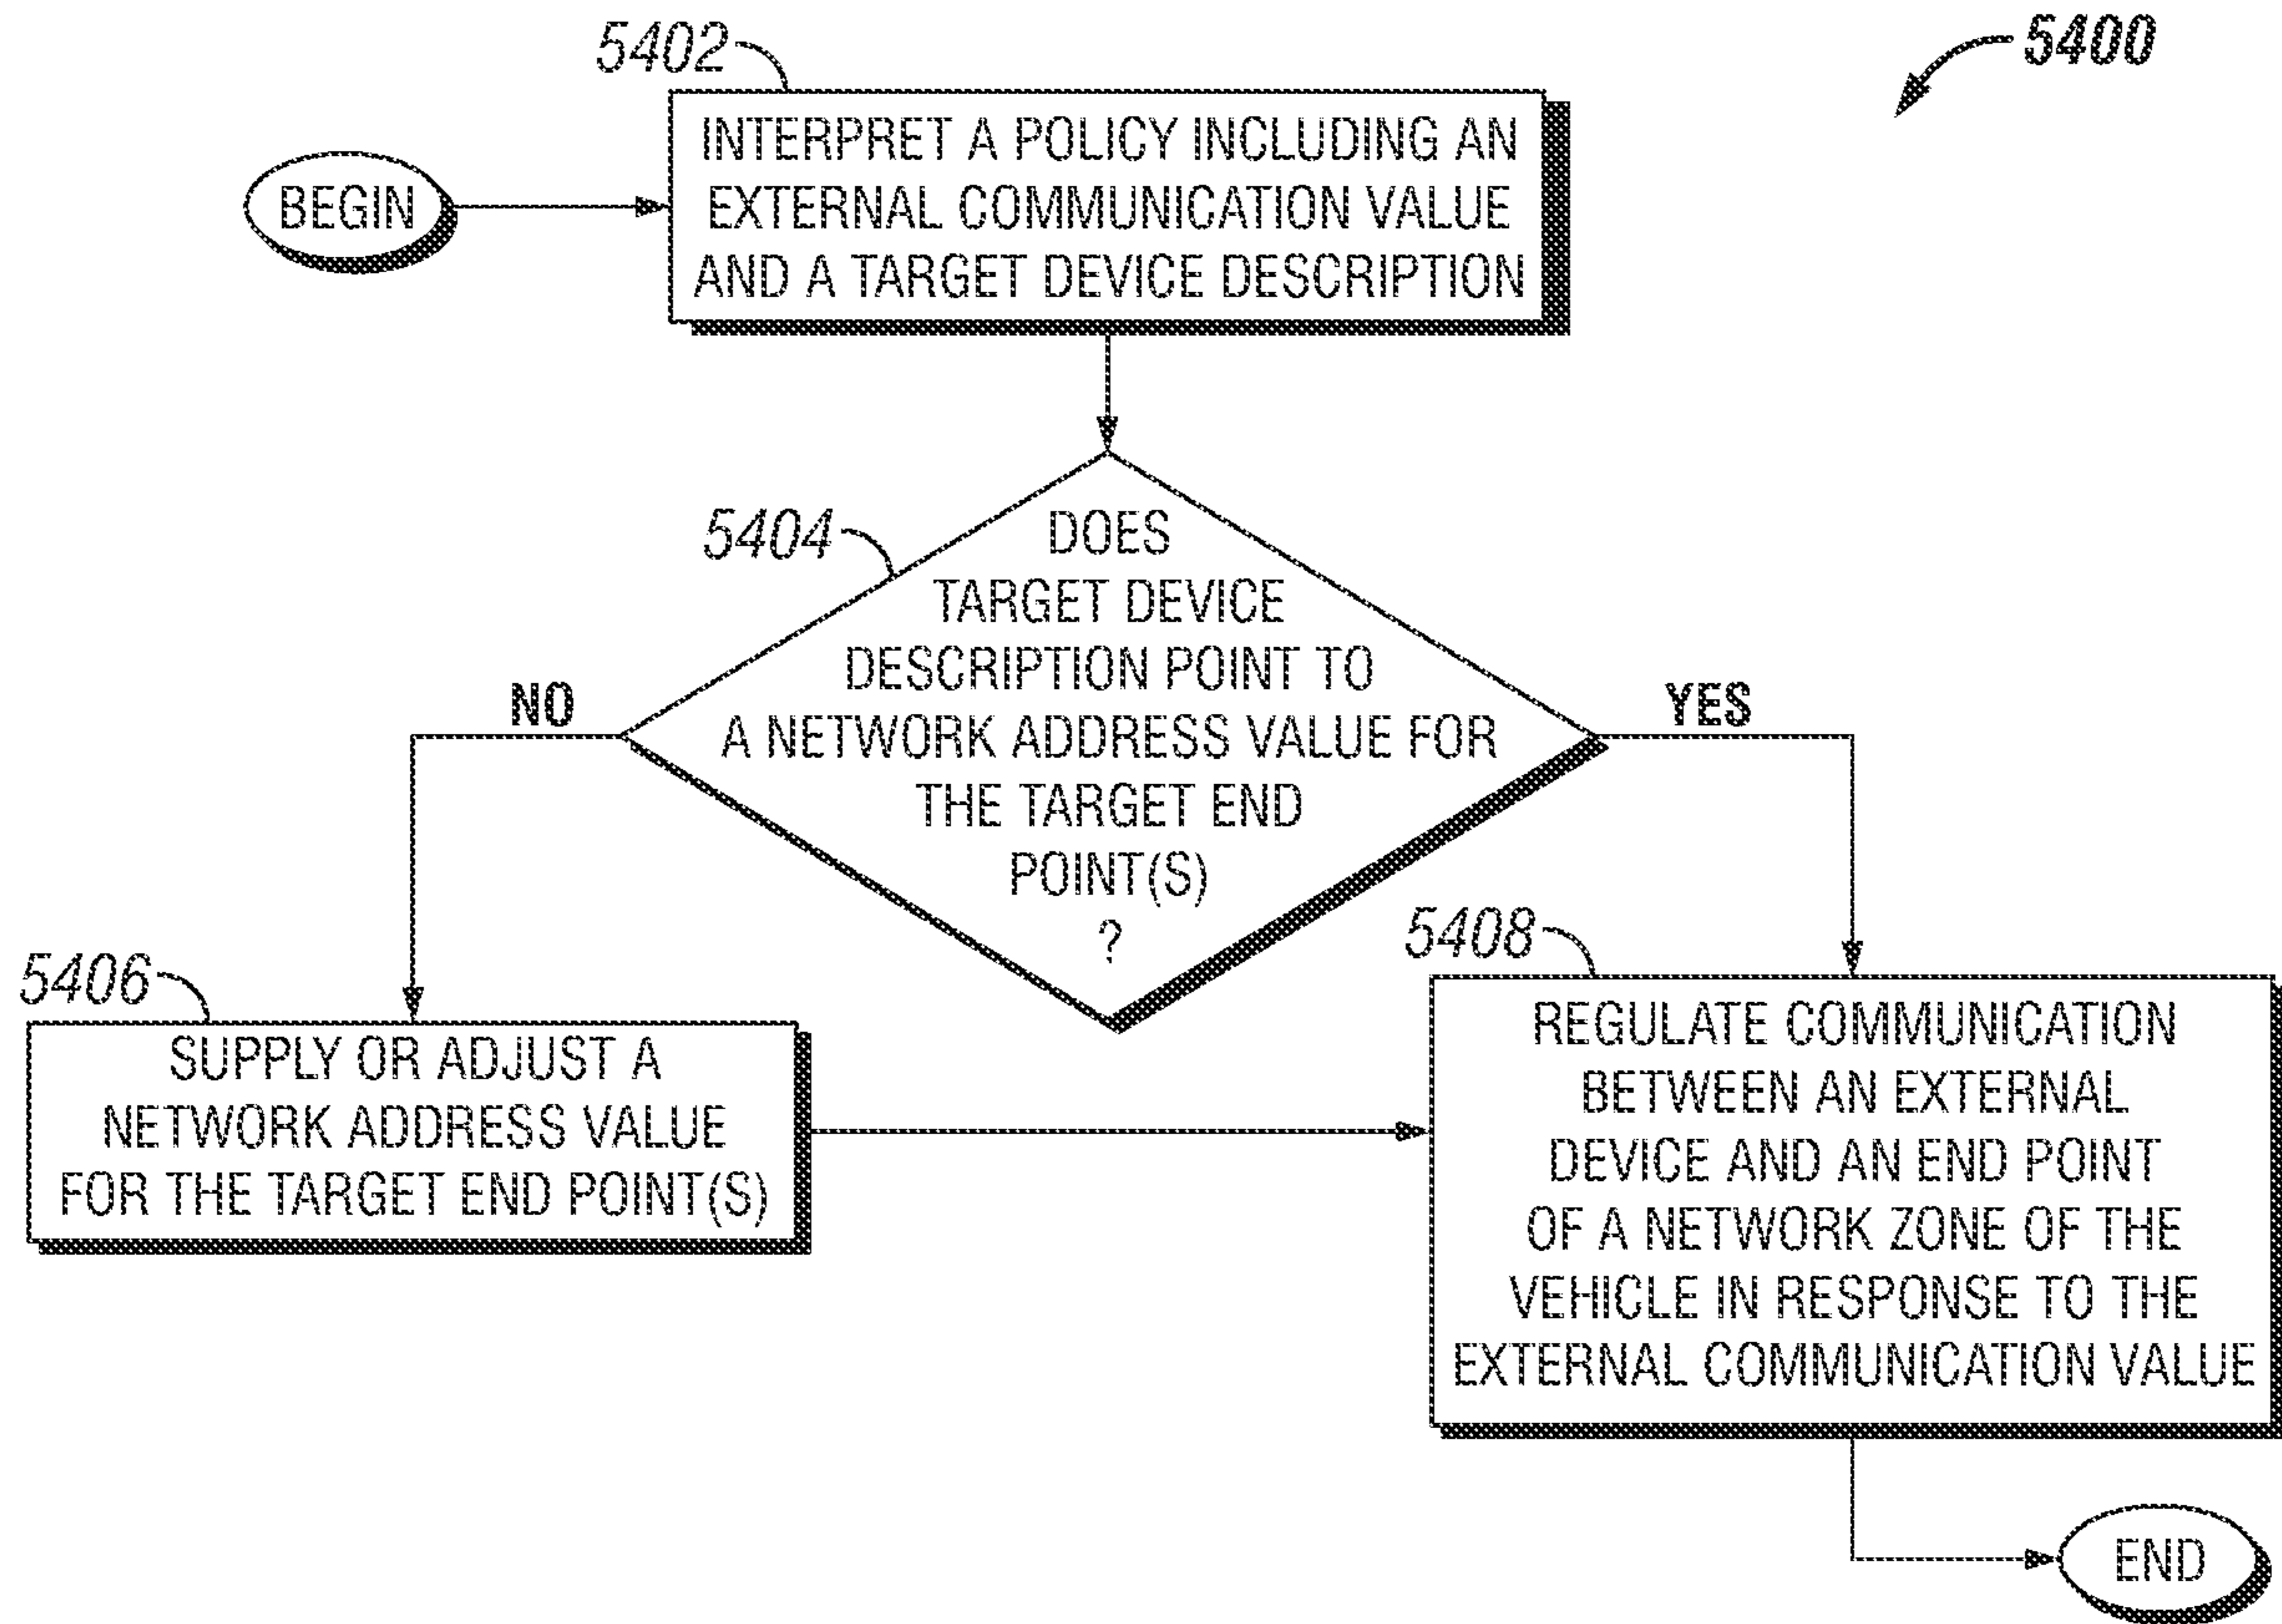 5400
5402
BEGIN
INTERPRET A POLICY INCLUDING AN
EXTERNAL COMMUNICATION VALUE
AND A TARGET DEVICE DESCRIPTION
5404
DOES
TARGET DEVICE
DESCRIPTION POINT TO
A NETWORK ADDRESS VALUE FOR
THE TARGET END
POINT(S)
?
NO
YES
5406
SUPPLY OR ADJUST A
NETWORK ADDRESS VALUE
FOR THE TARGET END POINT(S)
5408
REGULATE COMMUNICATION
BETWEEN AN EXTERNAL
DEVICE AND AN END POINT
OF A NETWORK ZONE OF THE
VEHICLE IN RESPONSE TO THE
EXTERNAL COMMUNICATION VALUE
END